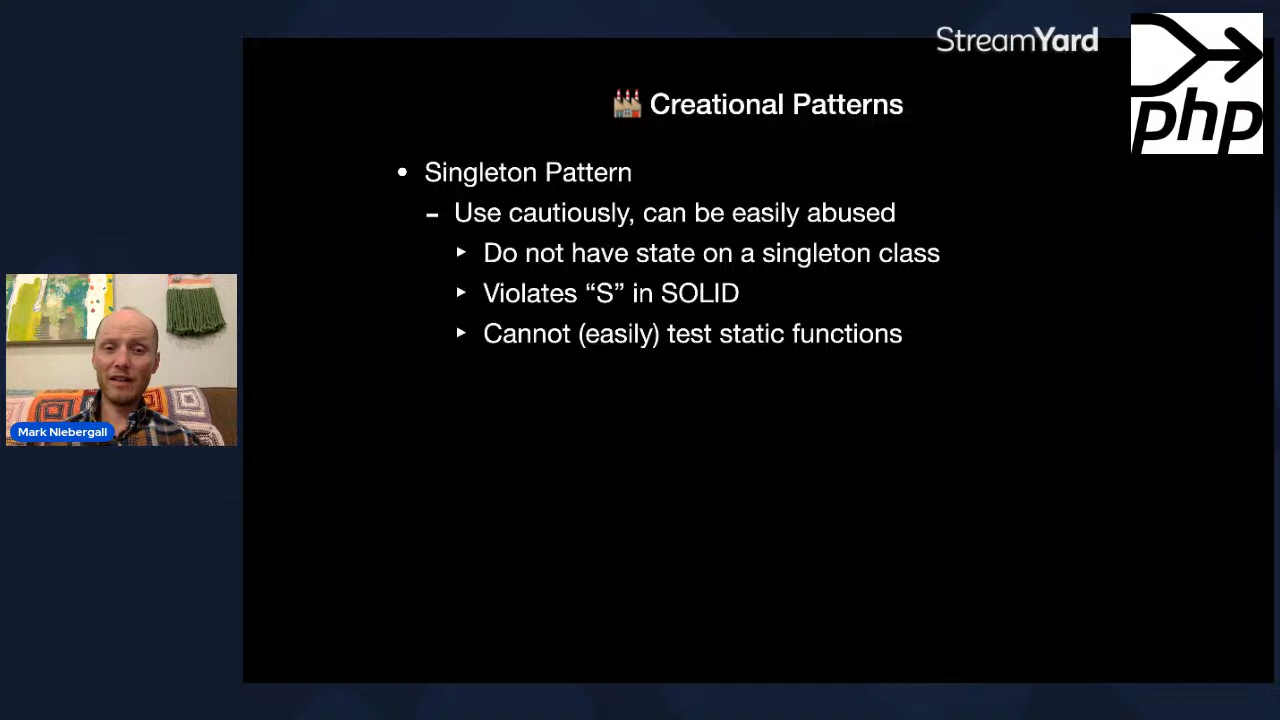 StreamYard
php
Creational Patterns
• Singleton Pattern
– Use cautiously, can be easily abused
‣ Do not have state on a singleton class
‣ Violates “S” in SOLID
‣ Cannot (easily) test static functions
Mark Niebergall